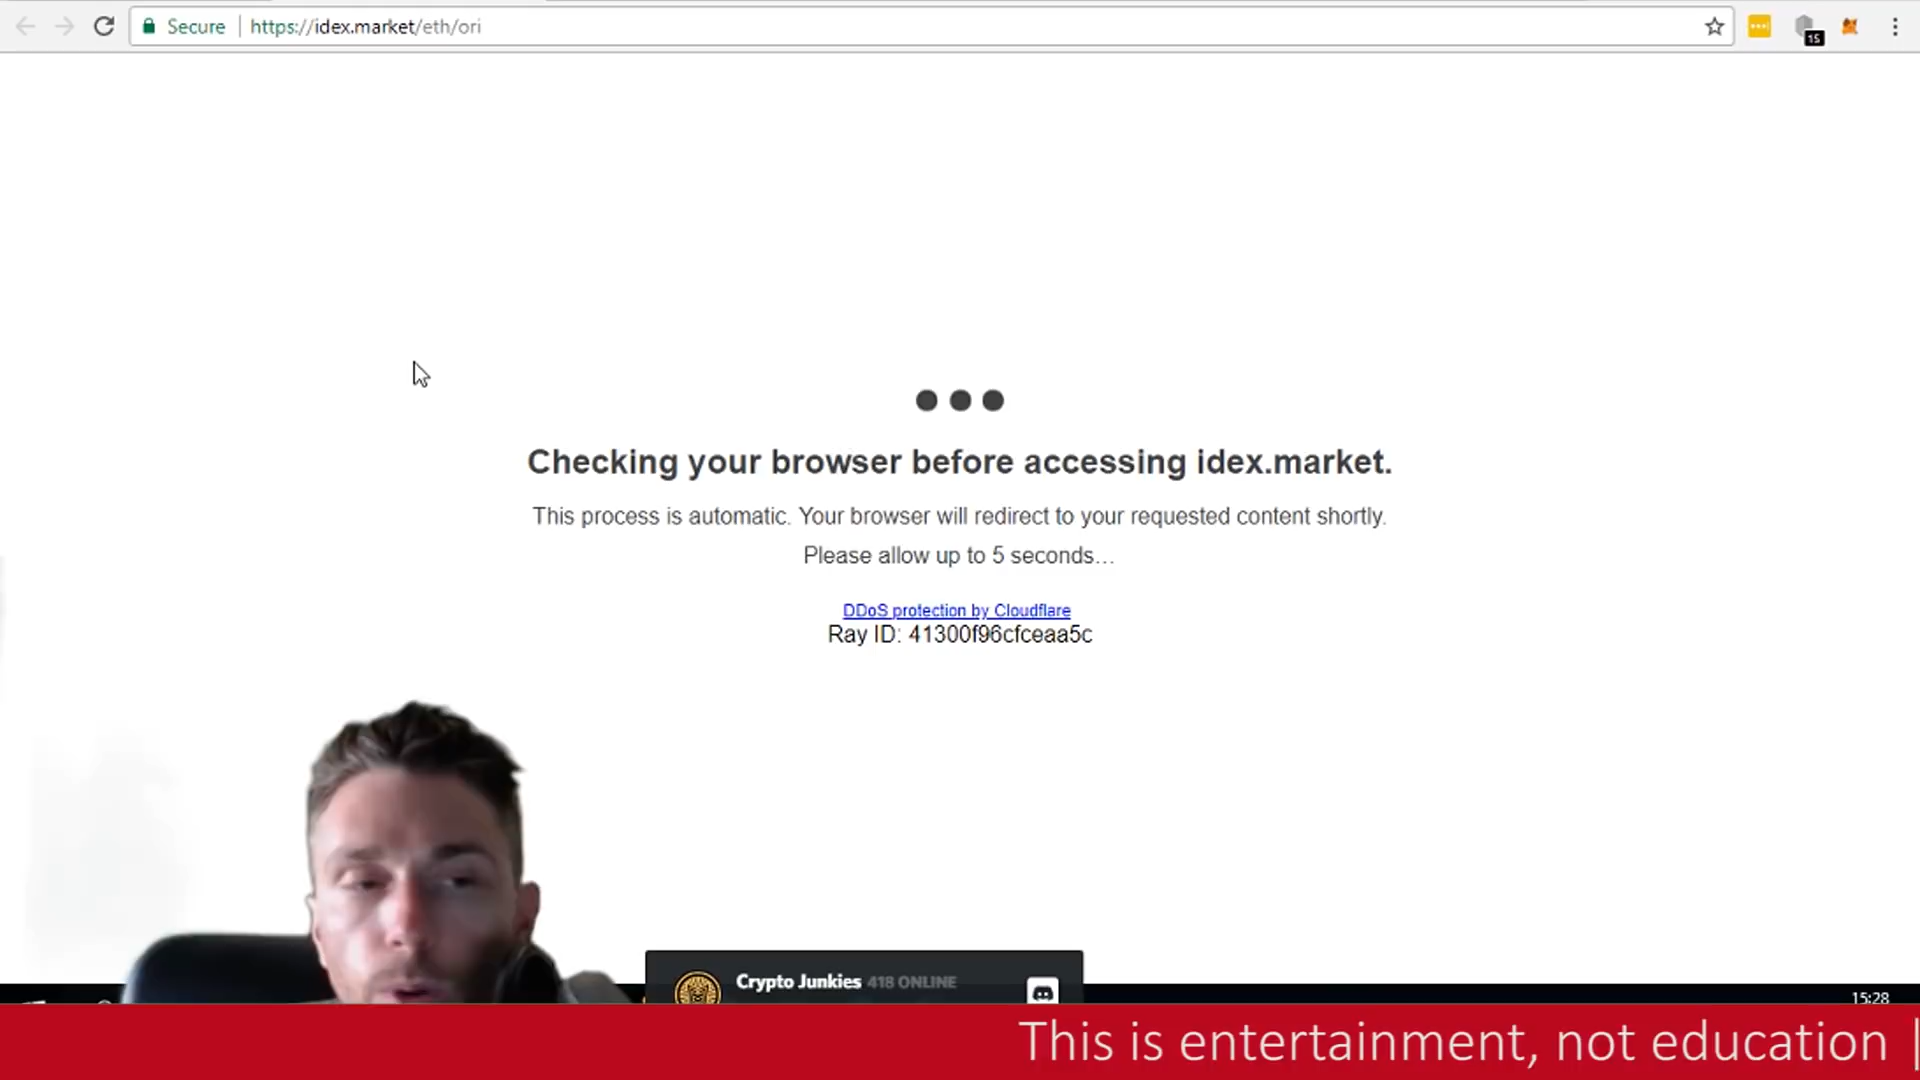 Secure
https://idex.market/eth/ori
15
Checking your browser before accessing idex.market.
This process is automatic. Your browser will redirect to your requested content shortly.
Please allow up to 5 seconds...
DDoS protection by Cloudflare
Ray ID: 41300f96cfceaa5c
Crypto Junkies 418 ONLINE
15:28
This is entertainment, not education |